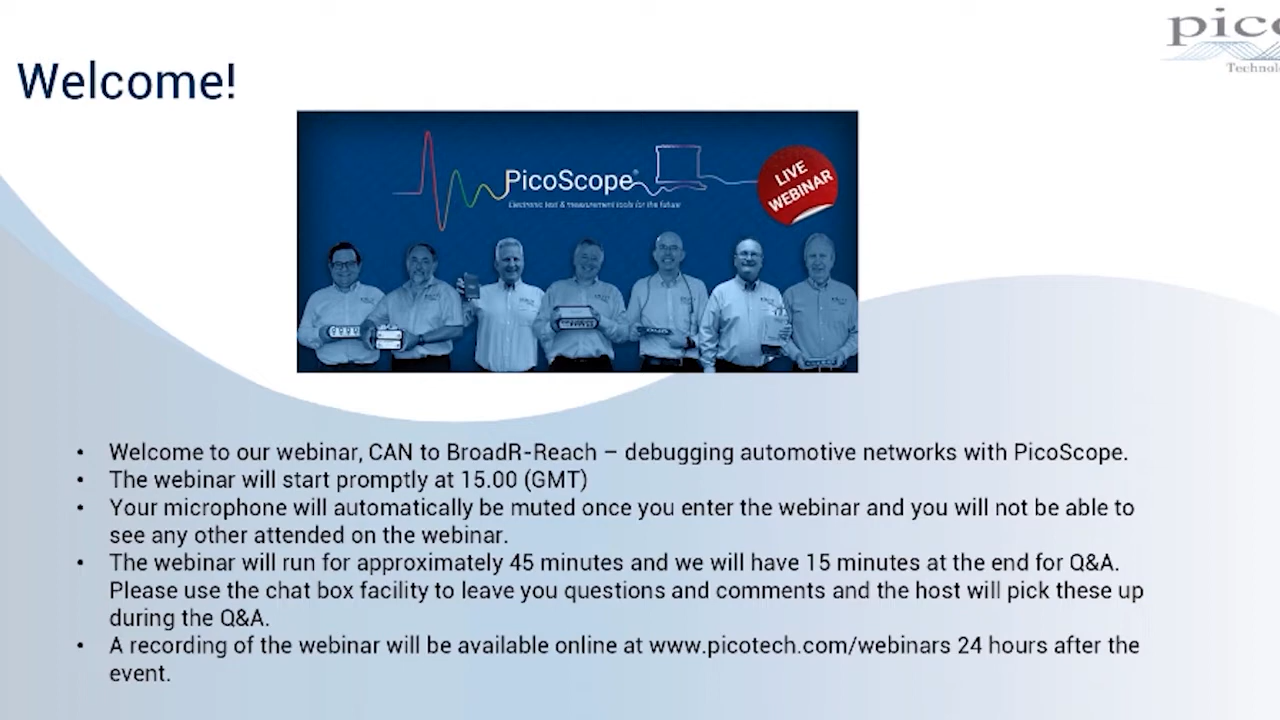 pico
Technolo
Welcome!
PicoScope®
Electronic test & measurement tools for the future
LIVE
WEBINAR
• Welcome to our webinar, CAN to BroadR-Reach – debugging automotive networks with PicoScope.
• The webinar will start promptly at 15.00 (GMT)
• Your microphone will automatically be muted once you enter the webinar and you will not be able to
see any other attended on the webinar.
• The webinar will run for approximately 45 minutes and we will have 15 minutes at the end for Q&A.
Please use the chat box facility to leave you questions and comments and the host will pick these up
during the Q&A.
• A recording of the webinar will be available online at www.picotech.com/webinars 24 hours after the
event.